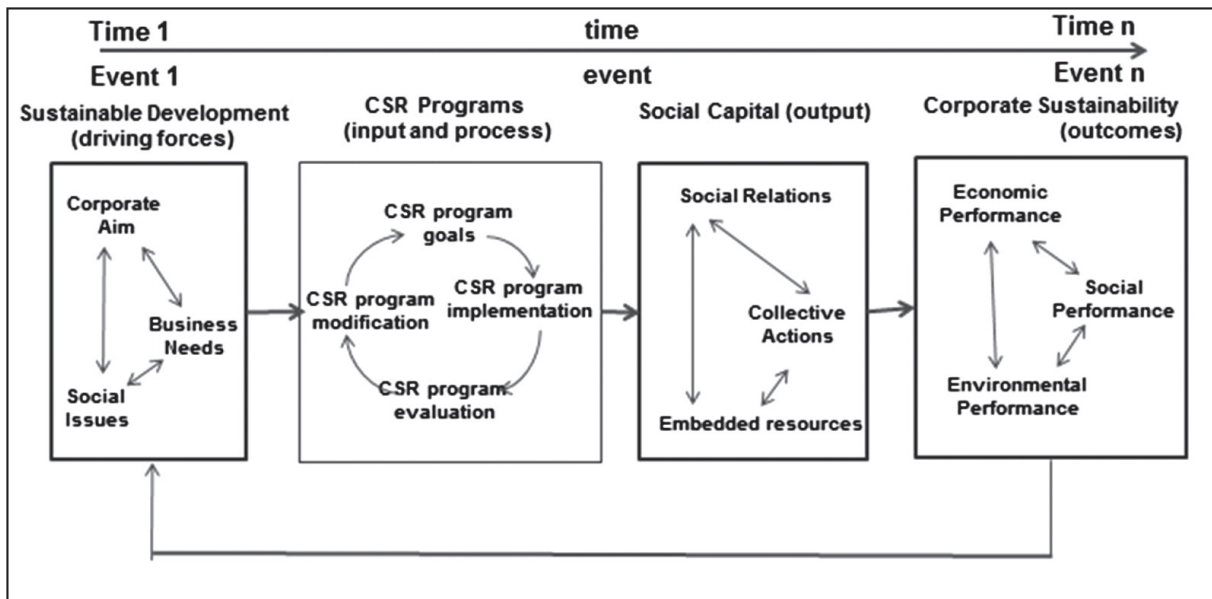 Time 1
time
Time n
Event 1
event
Event n
Sustainable Development
(driving forces)
CSR Programs
(input and process)
Social Capital (output)
Corporate Sustainability
(outcomes)
Corporate
Aim
Business
Needs
Social
Issues
CSR program
goals
CSR program
implementation
CSR program
evaluation
CSR program
modification
Social Relations
Collective
Actions
Embedded resources
Economic
Performance
Social
Performance
Environmental
Performance